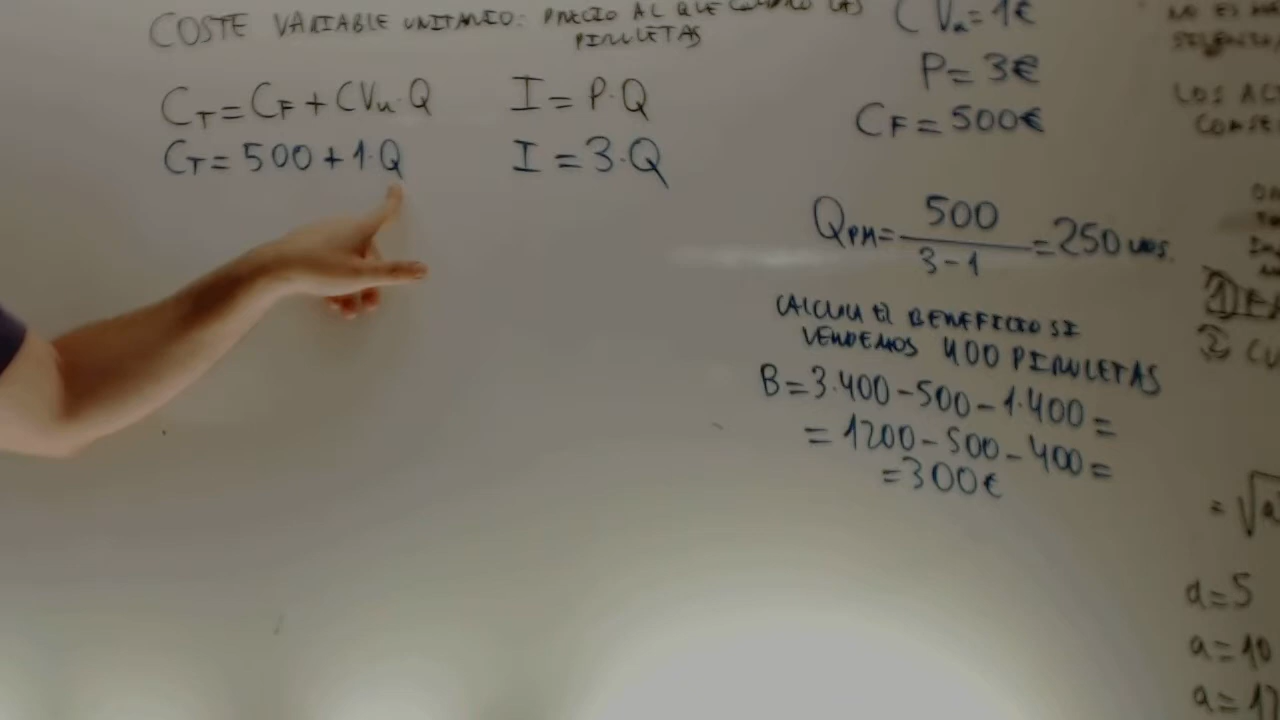 COSTE VARIABLE UNITARIO: PRECIO AL QUE COMPRO LAS
PIRULETAS
CT = CF + CVu·Q
CT = 500 + 1·Q
I = P·Q
I = 3·Q
CVu = 1€
P = 3€
CF = 500€
QPM = 500 / 3-1 = 250 uds.
CALCULA EL BENEFICIO SI
VENDEMOS 400 PIRULETAS
B = 3·400 - 500 - 1·400 =
= 1200 - 500 - 400 =
= 300€
LOS
a = 5
a = 10